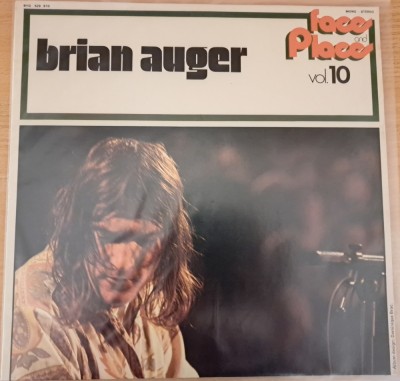 brian auger
faces
and
Places
vol. 10